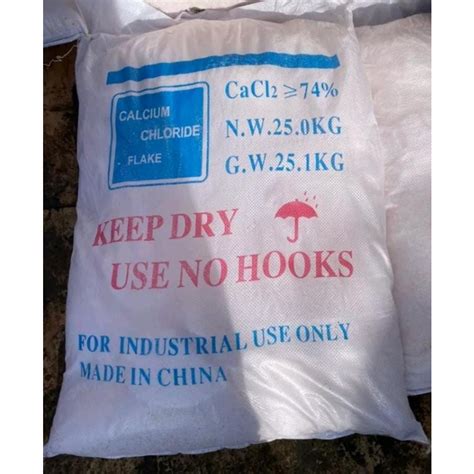 CALCIUM
CHLORIDE
FLAKE
CaCl₂ ≥74%
N.W.25.0KG
G.W.25.1KG
KEEP DRY
USE NO HOOKS
FOR INDUSTRIAL USE ONLY
MADE IN CHINA